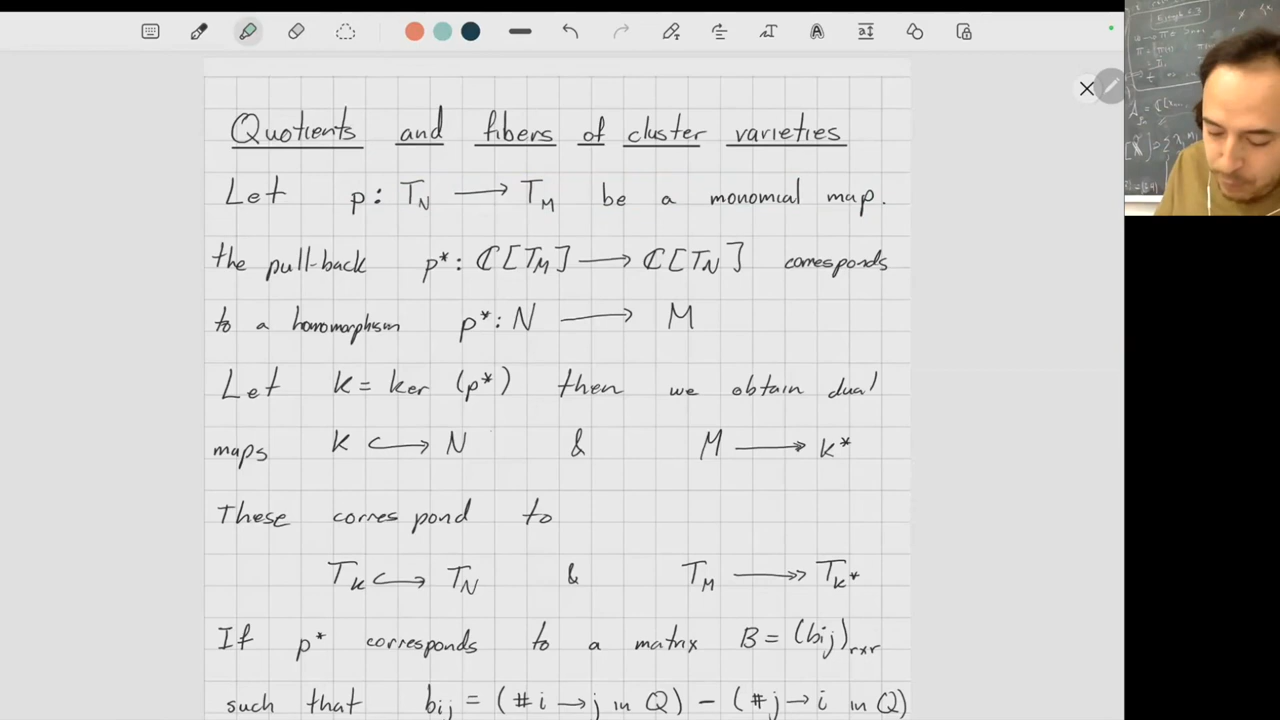 Quotients and fibers of cluster varieties
Let p: T_N ⟶ T_M be a monomial map.
the pull-back p*: ℂ[T_M] ⟶ ℂ[T_N] corresponds
to a homomorphism p*: N ⟶ M
Let K = ker (p*) then we obtain dual
maps K ↪ N & M ↠ K*
These correspond to
T_K ↪ T_N & T_M ↠ T_K*
If p* corresponds to a matrix B = (bij)_rxr
such that bij = (#i → j in Q) − (#j → i in Q)